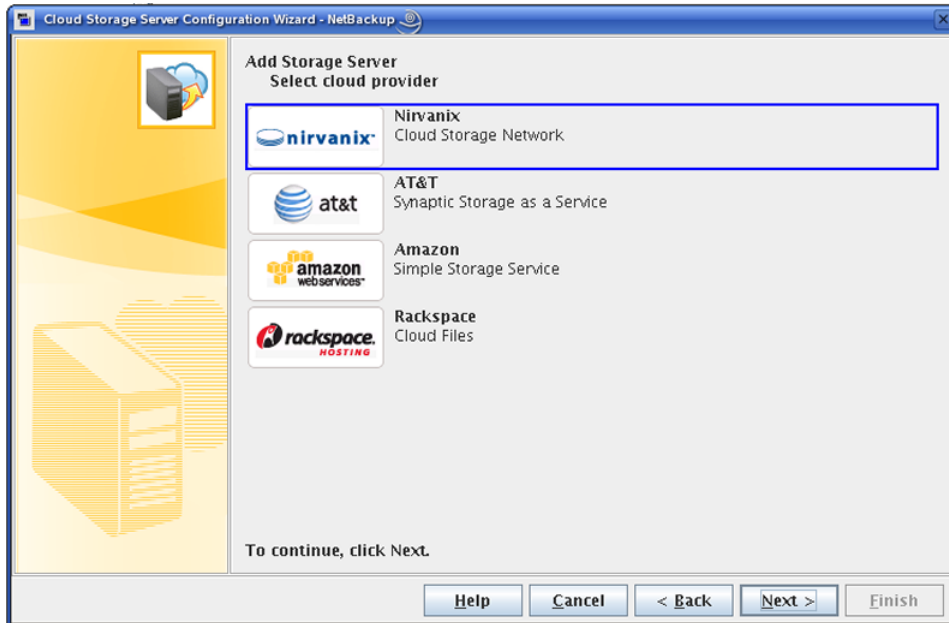 Cloud Storage Server Configuration Wizard - NetBackup
Add Storage Server
Select cloud provider
nirvanix
Nirvanix
Cloud Storage Network
at&t
AT&T
Synaptic Storage as a Service
amazon
webservices™
Amazon
Simple Storage Service
rackspace.
HOSTING
Rackspace
Cloud Files
To continue, click Next.
Help Cancel < Back Next > Finish